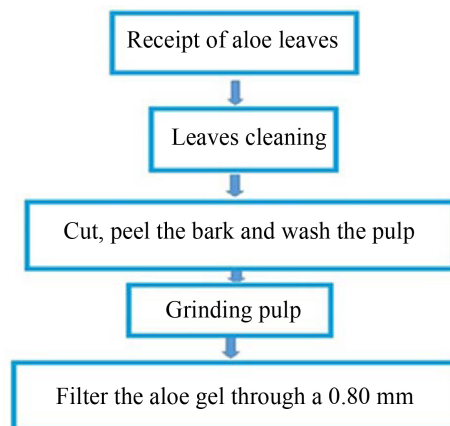 Receipt of aloe leaves
Leaves cleaning
Cut, peel the bark and wash the pulp
Grinding pulp
Filter the aloe gel through a 0.80 mm